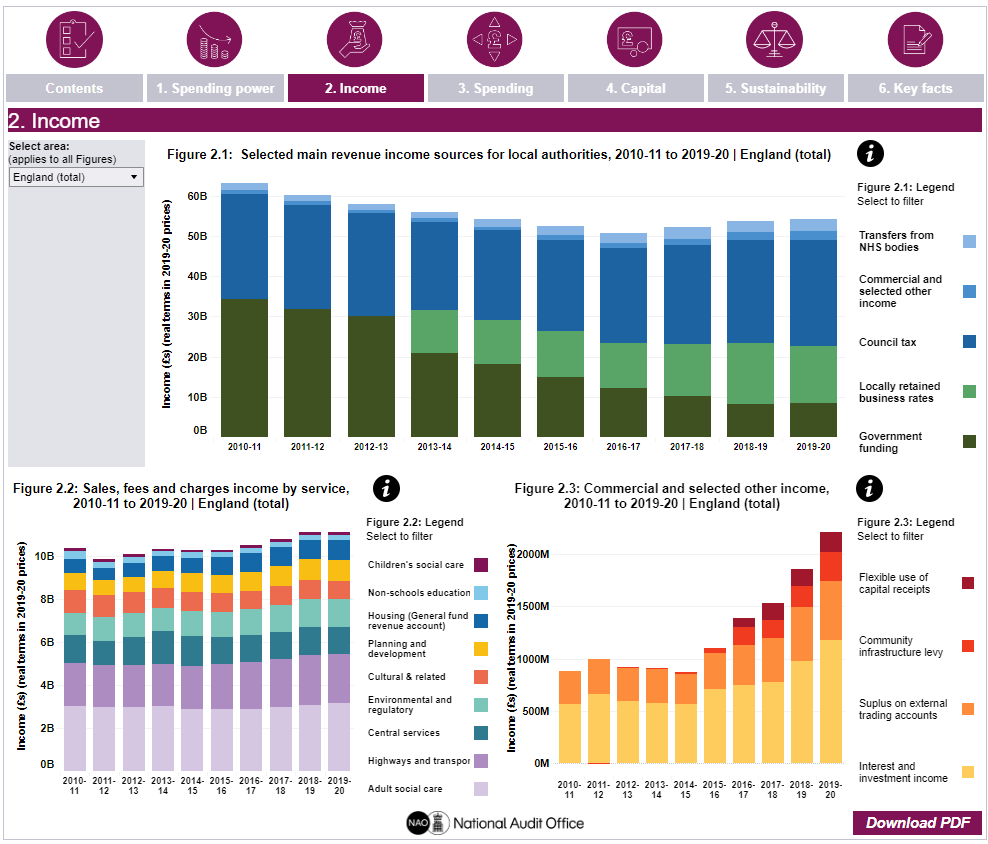 Contents
1. Spending power
2. Income
3. Spending
4. Capital
5. Sustainability
6. Key facts
2. Income
Select area:
(applies to all Figures)
England (total)
Figure 2.1:  Selected main revenue income sources for local authorities, 2010-11 to 2019-20 | England (total)
i
Income (£s) (real terms in 2019-20 prices)
60B
50B
40B
30B
20B
10B
0B
2010-11
2011-12
2012-13
2013-14
2014-15
2015-16
2016-17
2017-18
2018-19
2019-20
Figure 2.1: Legend
Select to filter
Transfers from
NHS bodies
Commercial and
selected other
income
Council tax
Locally retained
business rates
Government
funding
Figure 2.2: Sales, fees and charges income by service,
2010-11 to 2019-20 | England (total)
i
Income (£s) (real terms in 2019-20 prices)
10B
8B
6B
4B
2B
0B
2010-
11
2011-
12
2012-
13
2013-
14
2014-
15
2015-
16
2016-
17
2017-
18
2018-
19
2019-
20
Figure 2.2: Legend
Select to filter
Children's social care
Non-schools education
Housing (General fund
revenue account)
Planning and
development
Cultural & related
Environmental and
regulatory
Central services
Highways and transpor
Adult social care
Figure 2.3: Commercial and selected other income,
2010-11 to 2019-20 | England (total)
i
Income (£s) (real terms in 2019-20 prices)
2000M
1500M
1000M
500M
0M
2010-
11
2011-
12
2012-
13
2013-
14
2014-
15
2015-
16
2016-
17
2017-
18
2018-
19
2019-
20
Figure 2.3: Legend
Select to filter
Flexible use of
capital receipts
Community
infrastructure levy
Suplus on external
trading accounts
Interest and
investment income
NAO National Audit Office
Download PDF